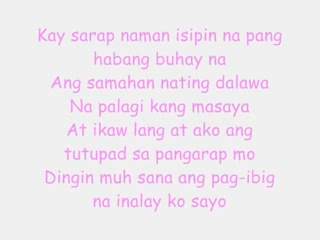 Kay sarap naman isipin na pang
habang buhay na
Ang samahan nating dalawa
Na palagi kang masaya
At ikaw lang at ako ang
tutupad sa pangarap mo
Dingin muh sana ang pag-ibig
na inalay ko sayo